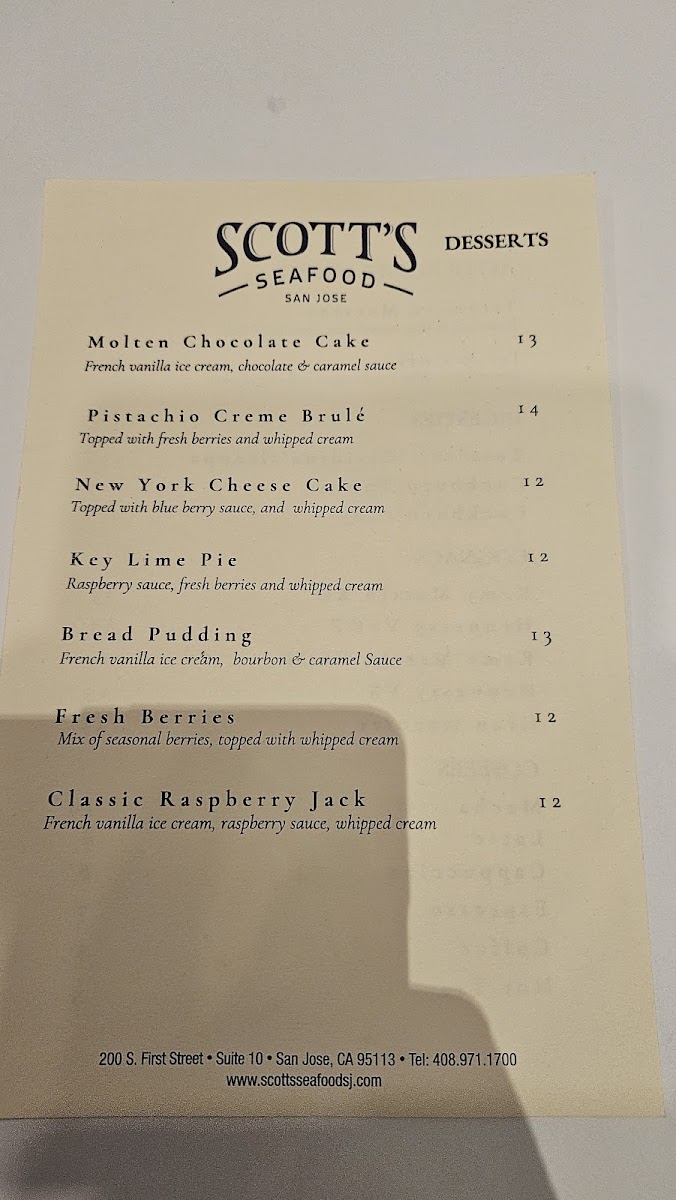 SCOTT'S
SEAFOOD
SAN JOSE
DESSERTS
Molten Chocolate Cake 13
French vanilla ice cream, chocolate & caramel sauce
Pistachio Creme Brulé 14
Topped with fresh berries and whipped cream
New York Cheese Cake 12
Topped with blue berry sauce, and whipped cream
Key Lime Pie 12
Raspberry sauce, fresh berries and whipped cream
Bread Pudding 13
French vanilla ice cream, bourbon & caramel Sauce
Fresh Berries 12
Mix of seasonal berries, topped with whipped cream
Classic Raspberry Jack 12
French vanilla ice cream, raspberry sauce, whipped cream
200 S. First Street • Suite 10 • San Jose, CA 95113 • Tel: 408.971.1700
www.scottsseafoodsj.com